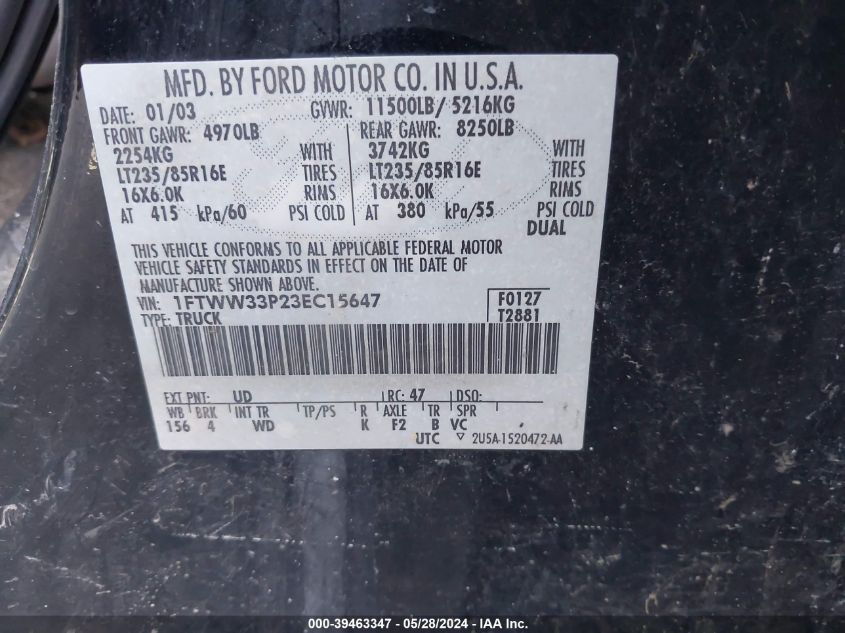 MFD. BY FORD MOTOR CO. IN U.S.A.
DATE: 01/03 GVWR: 11500LB/ 5216KG
FRONT GAWR: 4970LB REAR GAWR: 8250LB
2254KG WITH 3742KG WITH
LT235/85R16E TIRES LT235/85R16E TIRES
16X6.0K RIMS 16X6.0K RIMS
AT 415 kPa/60 PSI COLD AT 380 kPa/55 PSI COLD
DUAL
THIS VEHICLE CONFORMS TO ALL APPLICABLE FEDERAL MOTOR
VEHICLE SAFETY STANDARDS IN EFFECT ON THE DATE OF
MANUFACTURE SHOWN ABOVE.
VIN: 1FTWW33P23EC15647 F0127
TYPE: TRUCK T2881
EXT PNT: UD RC: 47 DSO:
WB BRK INT TR TP/PS R AXLE TR SPR
156 4 WD K F2 B VC
UTC 2U5A-1520472-AA
000-39463347 - 05/28/2024 - USA - IAA Inc.